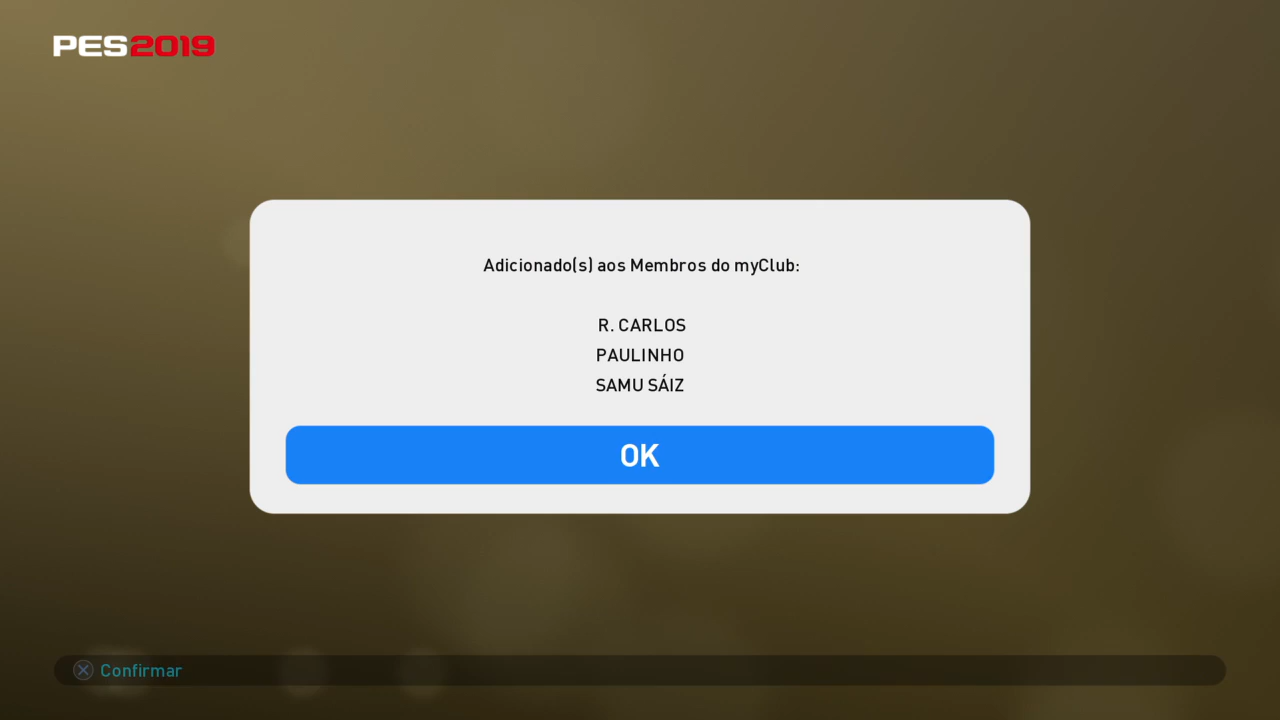 PES2019
Adicionado(s) aos Membros do myClub:
R. CARLOS
PAULINHO
SAMU SÁIZ
OK
Confirmar